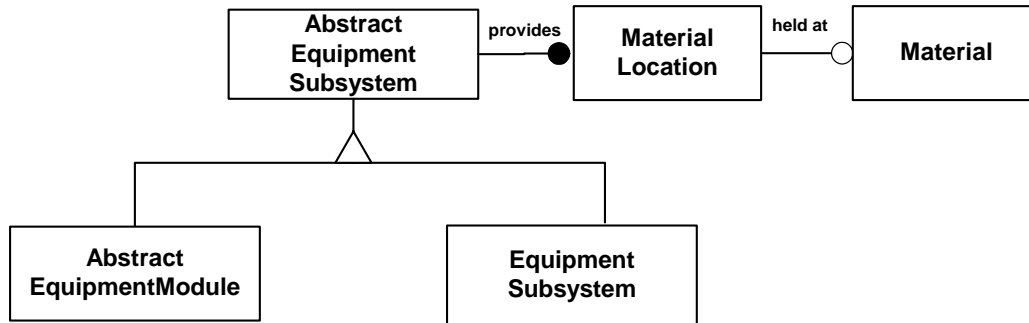 Abstract
Equipment
Subsystem
provides
Material
Location
held at
Material
Abstract
EquipmentModule
Equipment
Subsystem